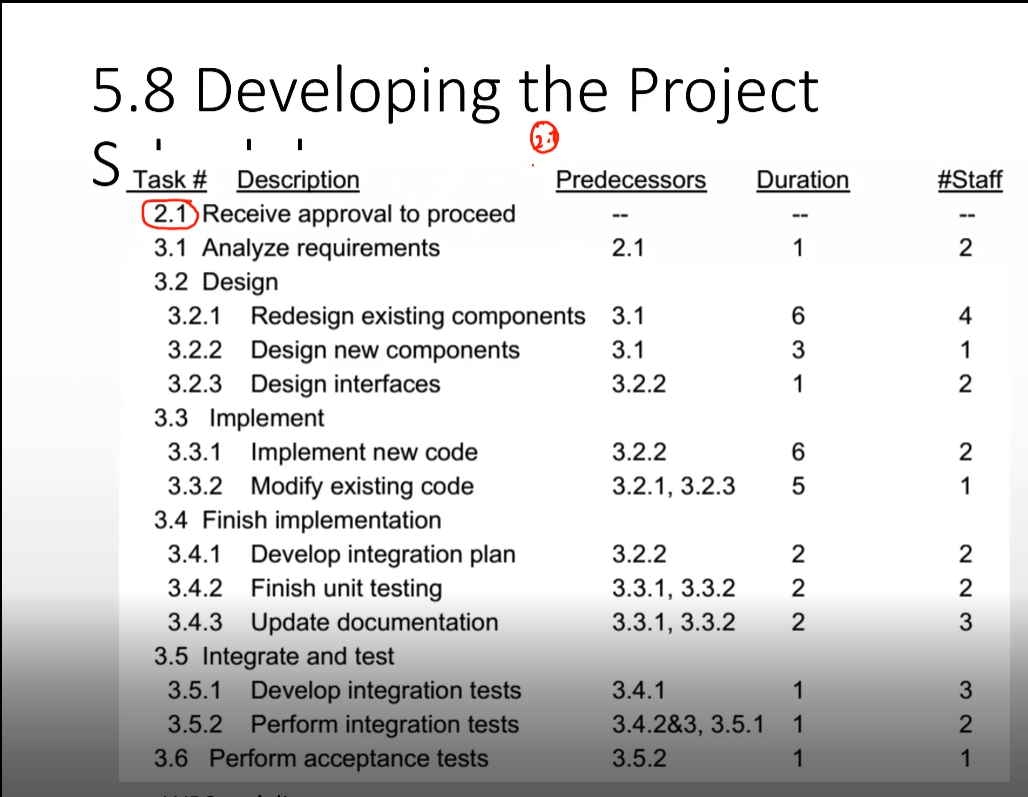 5.8 Developing the Project
2.1
Task # Description Predecessors Duration #Staff
2.1 Receive approval to proceed -- -- --
3.1 Analyze requirements 2.1 1 2
3.2 Design
3.2.1 Redesign existing components 3.1 6 4
3.2.2 Design new components 3.1 3 1
3.2.3 Design interfaces 3.2.2 1 2
3.3 Implement
3.3.1 Implement new code 3.2.2 6 2
3.3.2 Modify existing code 3.2.1, 3.2.3 5 1
3.4 Finish implementation
3.4.1 Develop integration plan 3.2.2 2 2
3.4.2 Finish unit testing 3.3.1, 3.3.2 2 2
3.4.3 Update documentation 3.3.1, 3.3.2 2 3
3.5 Integrate and test
3.5.1 Develop integration tests 3.4.1 1 3
3.5.2 Perform integration tests 3.4.2&3, 3.5.1 1 2
3.6 Perform acceptance tests 3.5.2 1 1